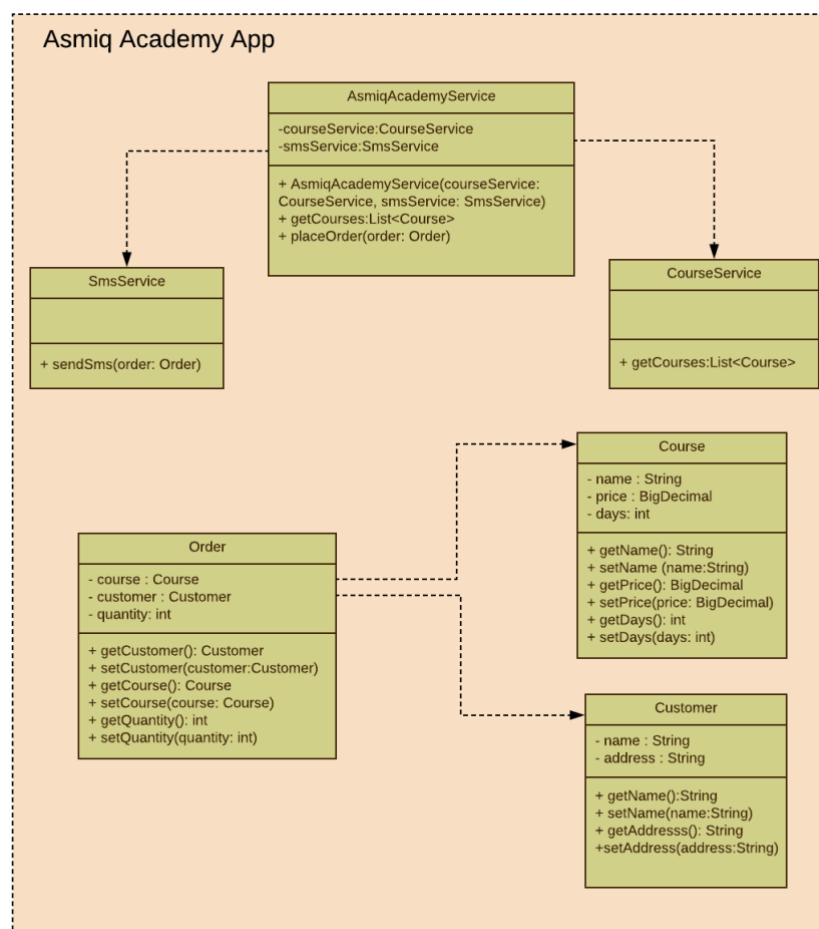 Asmiq Academy App
AsmiqAcademyService
-courseService:CourseService
-smsService:SmsService
+ AsmiqAcademyService(courseService:
CourseService, smsService: SmsService)
+ getCourses:List<Course>
+ placeOrder(order: Order)
SmsService
+ sendSms(order: Order)
CourseService
+ getCourses:List<Course>
Course
- name : String
- price : BigDecimal
- days: int
+ getName(): String
+ setName (name:String)
+ getPrice(): BigDecimal
+ setPrice(price: BigDecimal)
+ getDays(): int
+ setDays(days: int)
Order
- course : Course
- customer : Customer
- quantity: int
+ getCustomer(): Customer
+ setCustomer(customer:Customer)
+ getCourse(): Course
+ setCourse(course: Course)
+ getQuantity(): int
+ setQuantity(quantity: int)
Customer
- name : String
- address : String
+ getName():String
+ setName(name:String)
+ getAddresss(): String
+setAddress(address:String)